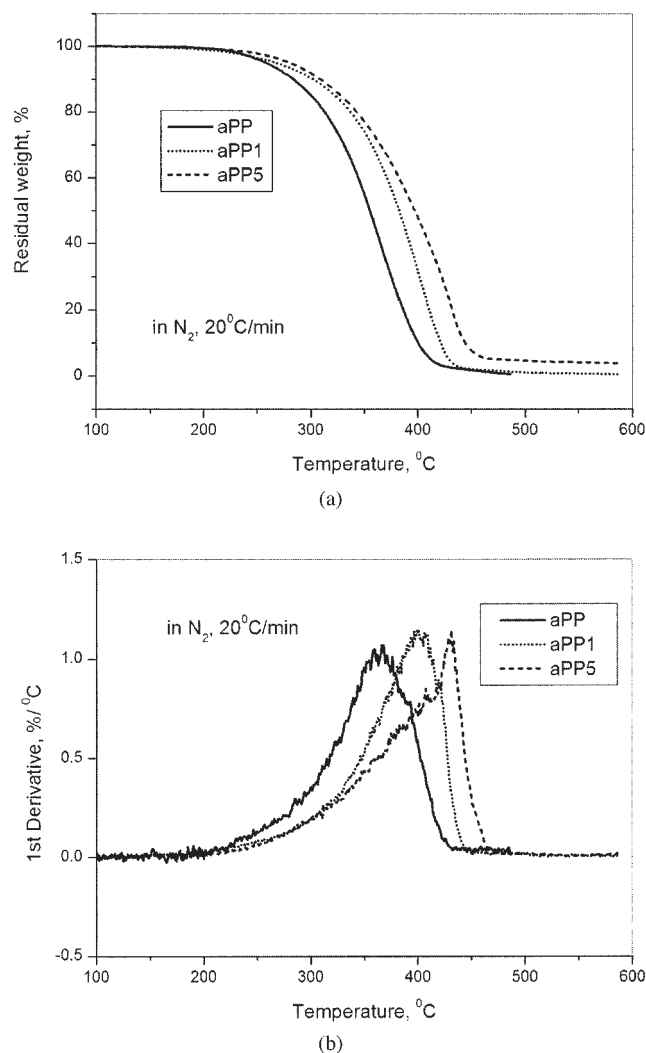 100
80
60
40
20
0
Residual weight, %
aPP
aPP1
aPP5
in N₂, 20⁰C/min
100 200 300 400 500 600
Temperature, ⁰C
(a)
1.5
1.0
0.5
0.0
-0.5
1st Derivative, %/⁰C
in N₂, 20⁰C/min
aPP
aPP1
aPP5
100 200 300 400 500 600
Temperature, ⁰C
(b)